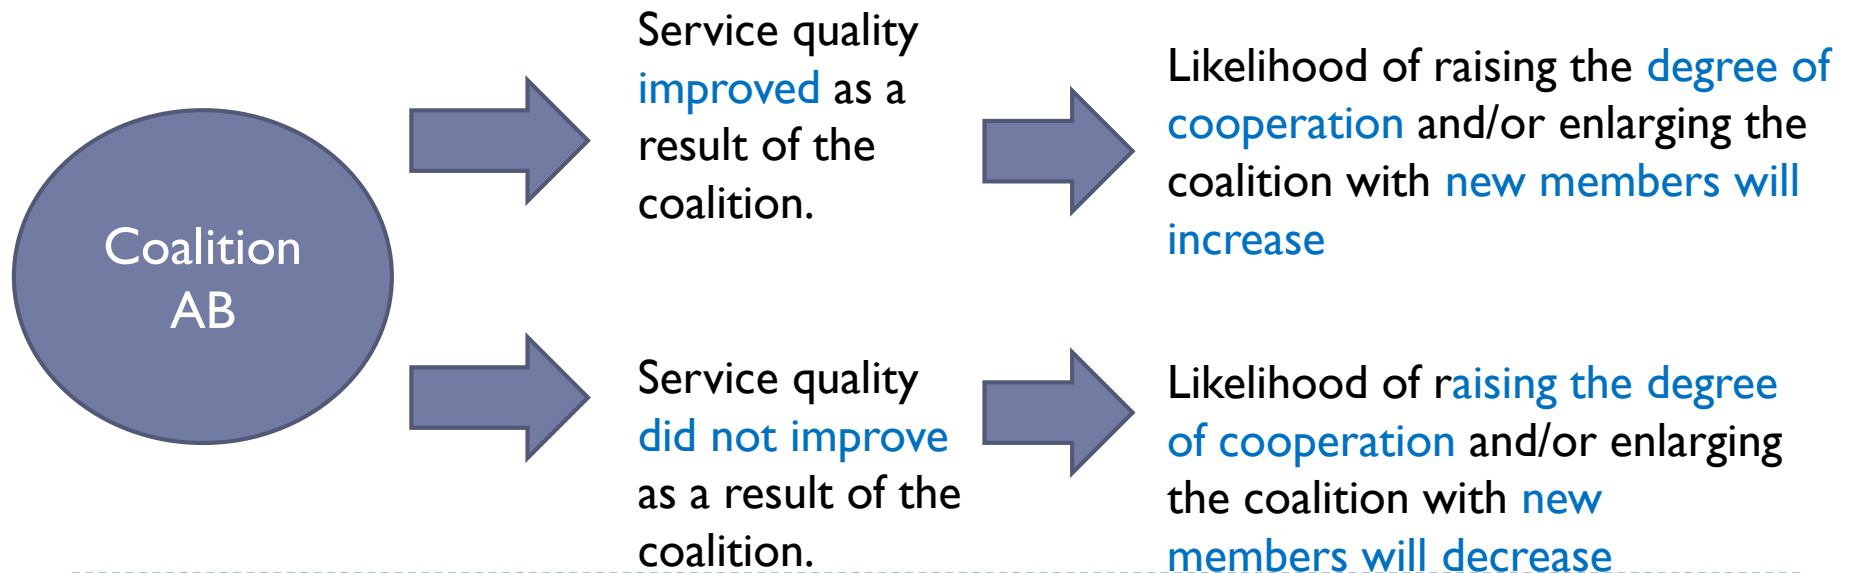 Coalition
AB
Service quality
improved as a
result of the
coalition.
Likelihood of raising the degree of
cooperation and/or enlarging the
coalition with new members will
increase
Service quality
did not improve
as a result of the
coalition.
Likelihood of raising the degree
of cooperation and/or enlarging
the coalition with new
members will decrease